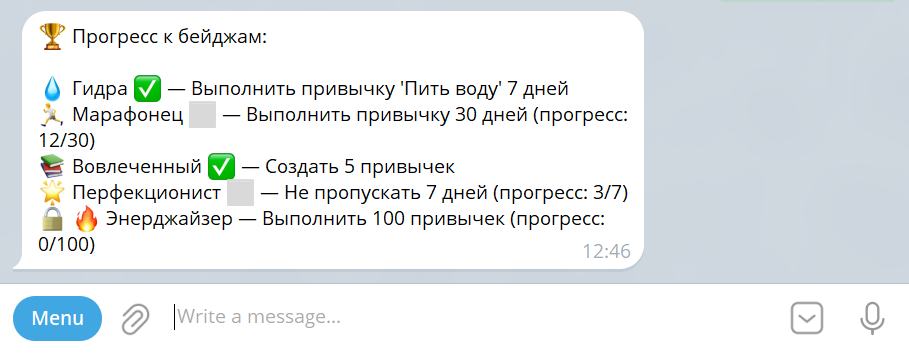 🏆 Прогресс к бейджам:
💧 Гидра ✅ — Выполнить привычку 'Пить воду' 7 дней
🏃 Марафонец ⬜ — Выполнить привычку 30 дней (прогресс:
12/30)
📚 Вовлеченный ✅ — Создать 5 привычек
🌟 Перфекционист ⬜ — Не пропускать 7 дней (прогресс: 3/7)
🔒 🔥 Энерджайзер — Выполнить 100 привычек (прогресс:
0/100)
12:46
Menu
Write a message...